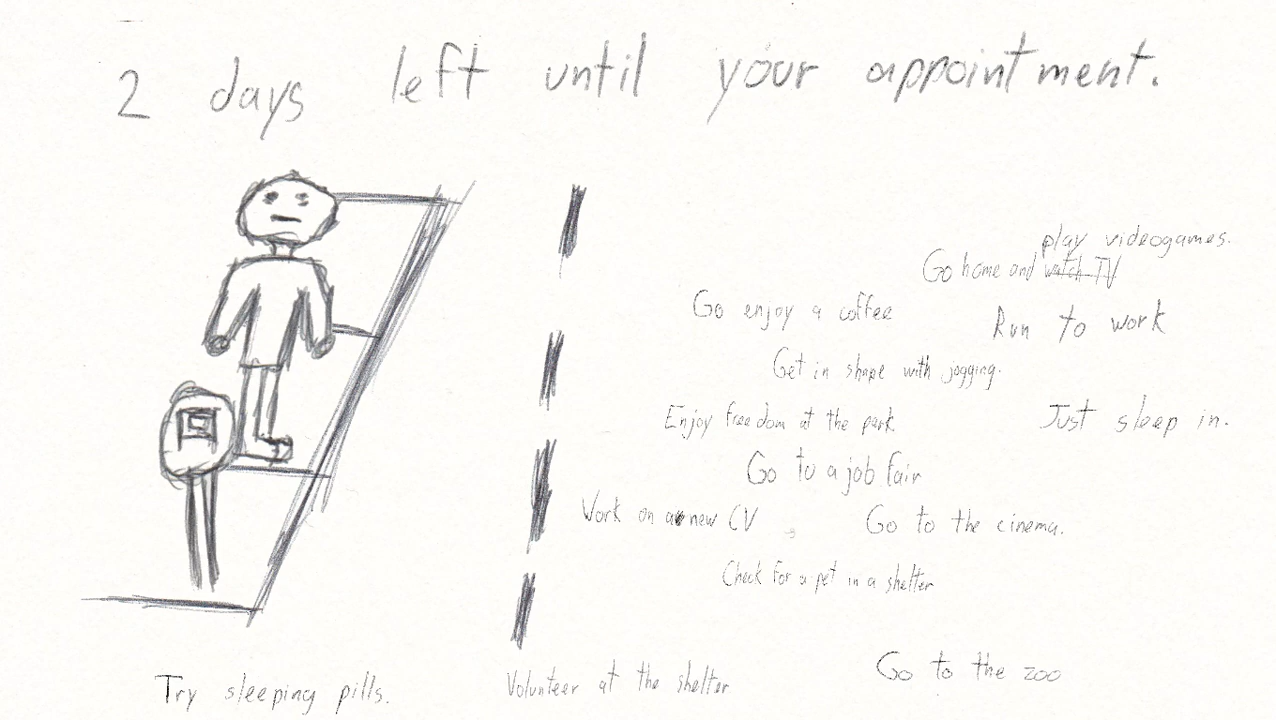 2 days left until your appointment.
play videogames.
Go home and watch TV
Go enjoy a coffee
Run to work
Get in shape with jogging.
Enjoy freedom at the park
Just sleep in.
Go to a job fair
Work on a new CV
Go to the cinema.
Check for a pet in a shelter
Go to the zoo
Try sleeping pills.
Volunteer at the shelter